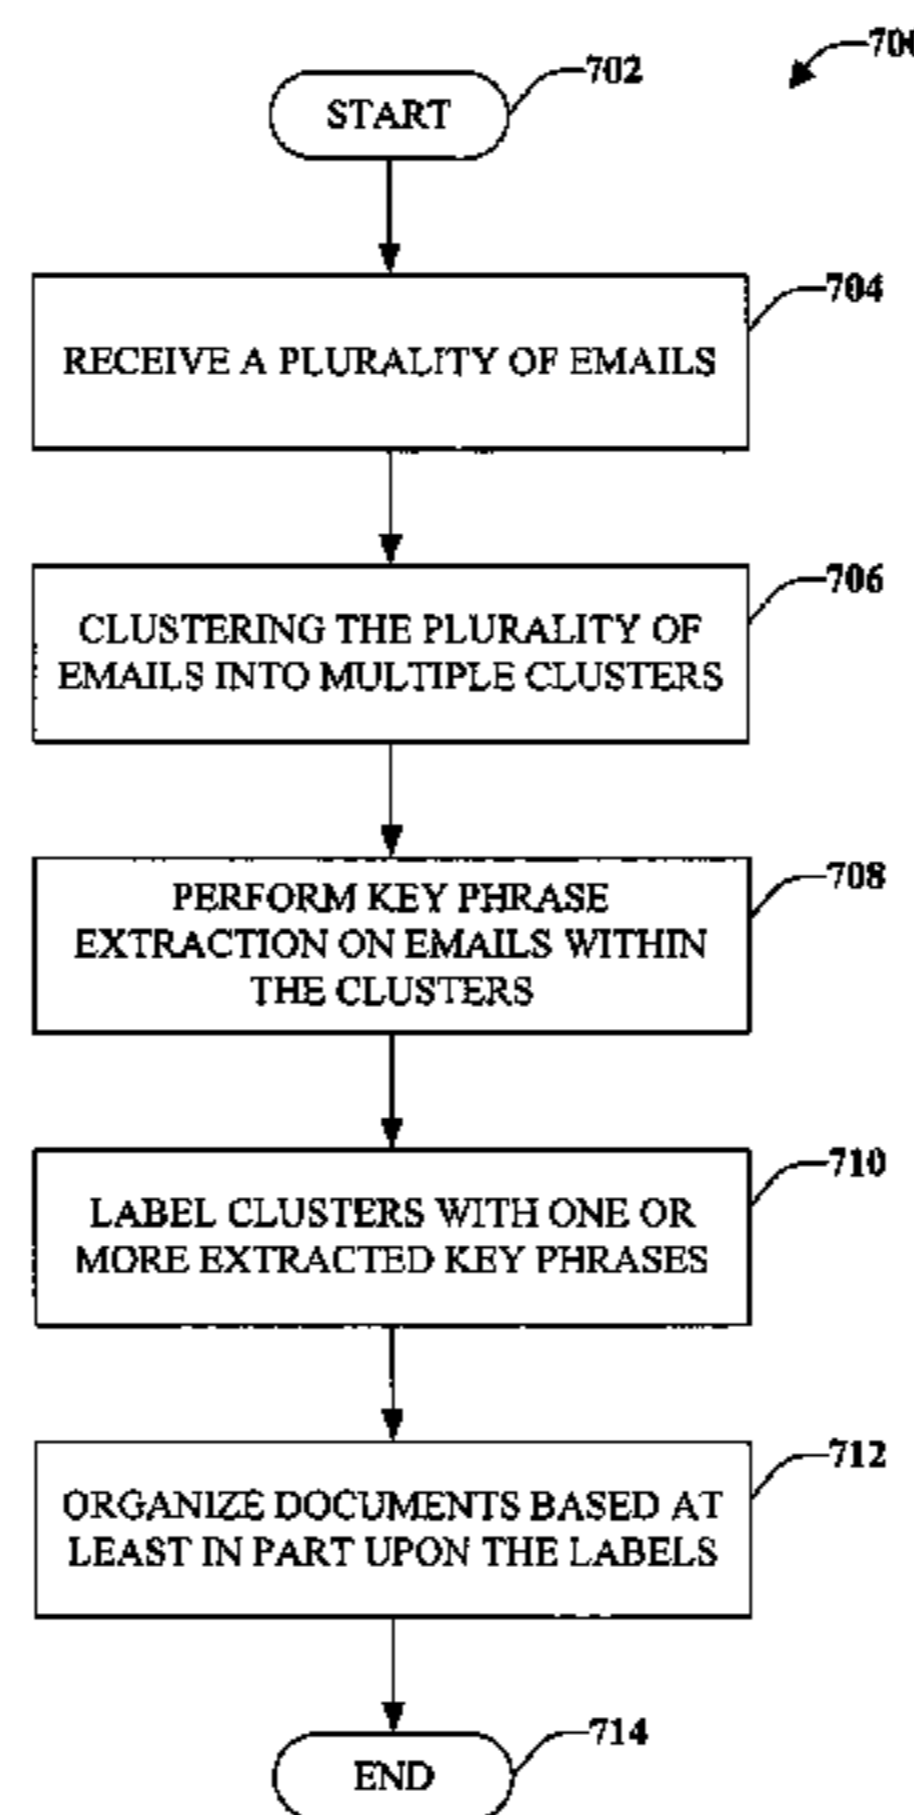 700
702
START
704
RECEIVE A PLURALITY OF EMAILS
706
CLUSTERING THE PLURALITY OF
EMAILS INTO MULTIPLE CLUSTERS
708
PERFORM KEY PHRASE
EXTRACTION ON EMAILS WITHIN
THE CLUSTERS
710
LABEL CLUSTERS WITH ONE OR
MORE EXTRACTED KEY PHRASES
712
ORGANIZE DOCUMENTS BASED AT
LEAST IN PART UPON THE LABELS
714
END